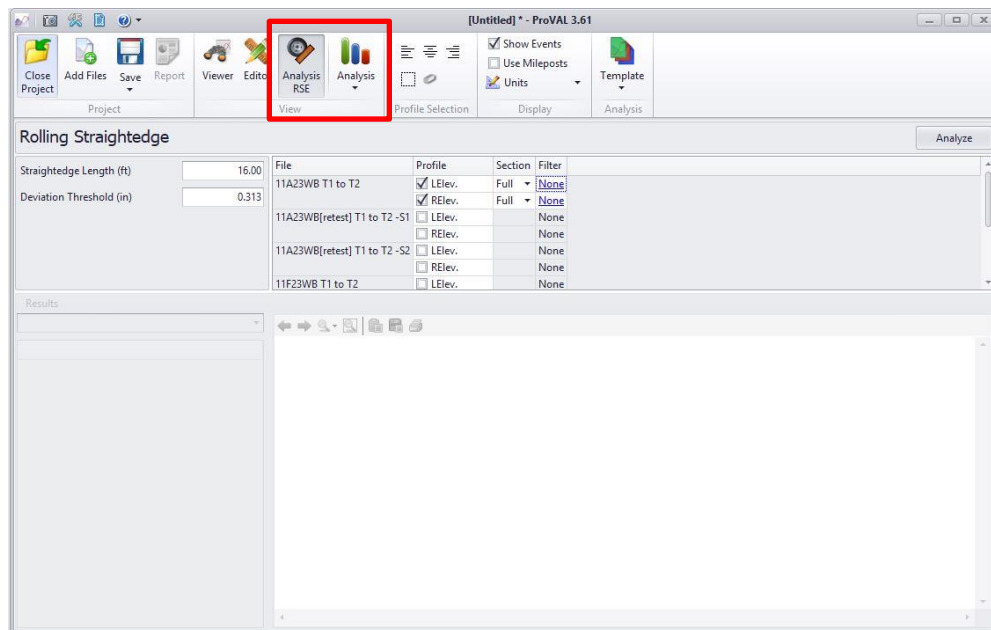 [Untitled] * - ProVAL 3.61
Close Project
Add Files
Save
Report
Viewer
Edito
Analysis RSE
Analysis
Show Events
Use Mileposts
Units
Template
Project
View
Profile Selection
Display
Analysis
Rolling Straightedge
Analyze
Straightedge Length (ft) 16.00
Deviation Threshold (in) 0.313
File Profile Section Filter
11A23WB T1 to T2 LElev. Full None
RElev. Full None
11A23WB[retest] T1 to T2 -S1 LElev. None
RElev. None
11A23WB[retest] T1 to T2 -S2 LElev. None
RElev. None
11F23WB T1 to T2 LElev. None
Results